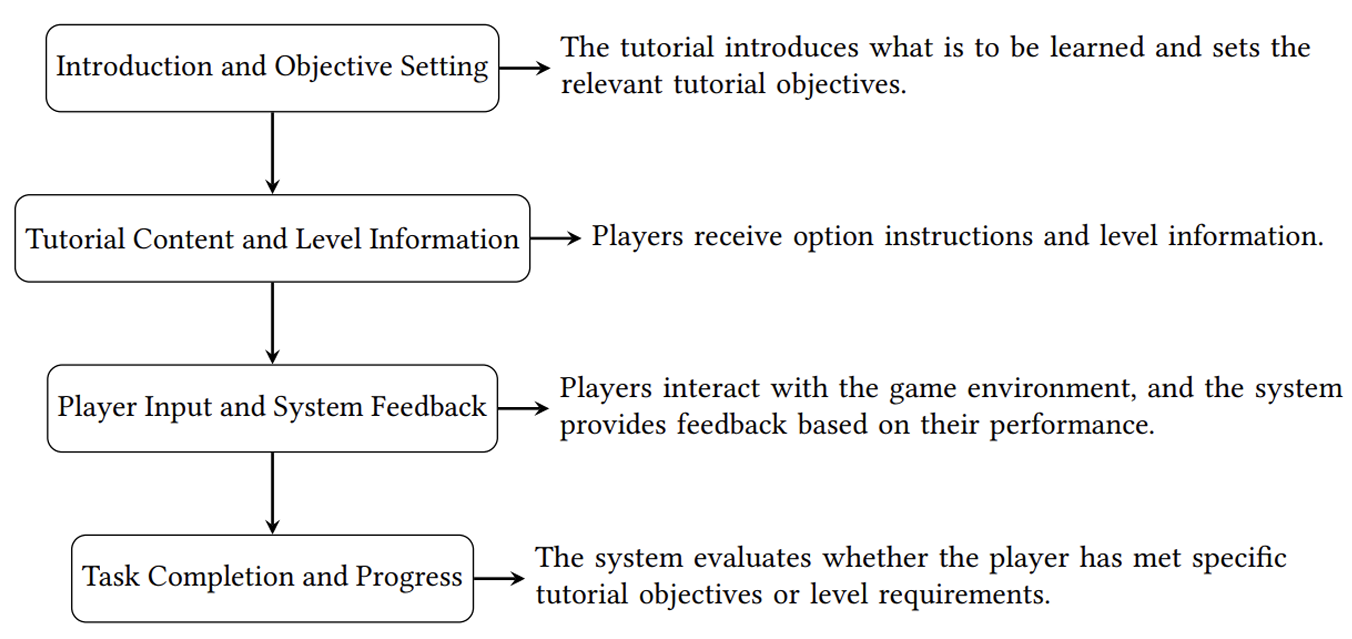 Introduction and Objective Setting
The tutorial introduces what is to be learned and sets the
relevant tutorial objectives.
Tutorial Content and Level Information
Players receive option instructions and level information.
Player Input and System Feedback
Players interact with the game environment, and the system
provides feedback based on their performance.
Task Completion and Progress
The system evaluates whether the player has met specific
tutorial objectives or level requirements.